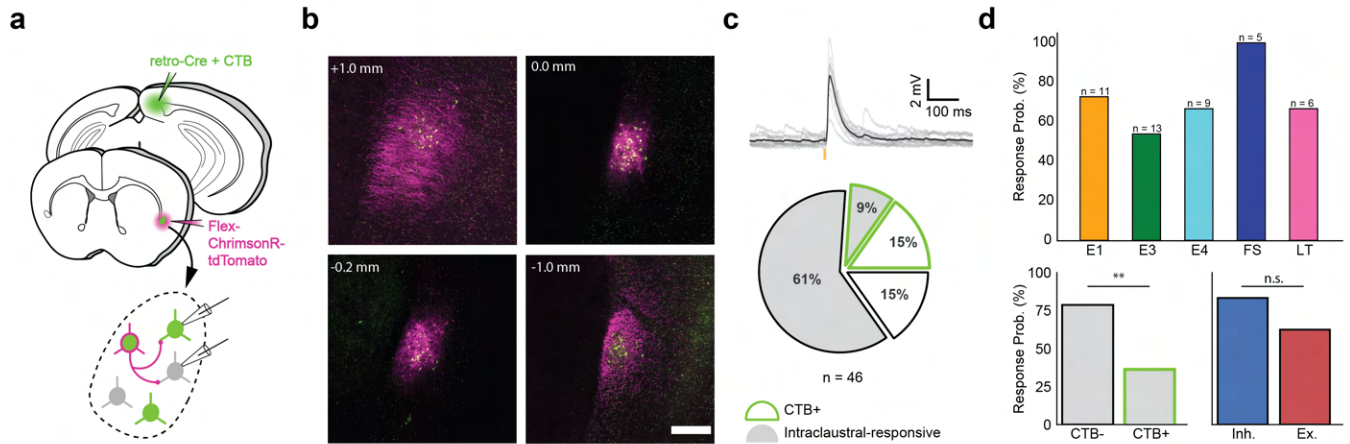 a
retro-Cre + CTB
Flex-
ChrimsonR-
tdTomato
b
+1.0 mm
0.0 mm
-0.2 mm
-1.0 mm
c
2 mV
100 ms
9%
15%
61%
15%
n = 46
CTB+
Intraclaustral-responsive
d
Response Prob. (%)
100
80
60
40
20
0
n = 11
n = 13
n = 9
n = 5
n = 6
E1
E3
E4
FS
LT
Response Prob. (%)
100
75
50
25
0
**
CTB-
CTB+
n.s.
Inh.
Ex.